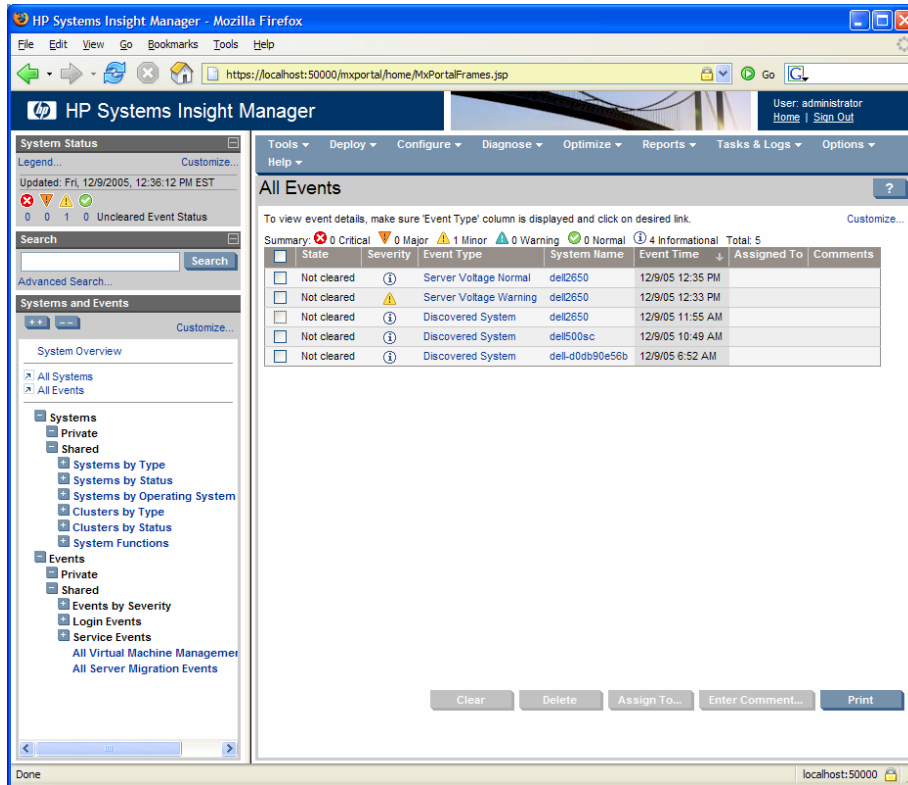 HP Systems Insight Manager - Mozilla Firefox
File Edit View Go Bookmarks Tools Help
https://localhost:50000/mxportal/home/MxPortalFrames.jsp Go G
hp HP Systems Insight Manager
User: administrator
Home | Sign Out
System Status
Legend... Customize...
Updated: Fri, 12/9/2005, 12:36:12 PM EST
0 0 1 0 Uncleared Event Status
Search
Search
Advanced Search...
Systems and Events
++ -- Customize...
System Overview
All Systems
All Events
Systems
Private
Shared
Systems by Type
Systems by Status
Systems by Operating System
Clusters by Type
Clusters by Status
System Functions
Events
Private
Shared
Events by Severity
Login Events
Service Events
All Virtual Machine Managemer
All Server Migration Events
Tools Deploy Configure Diagnose Optimize Reports Tasks & Logs Options
Help
All Events ?
To view event details, make sure 'Event Type' column is displayed and click on desired link. Customize...
Summary: 0 Critical 0 Major 1 Minor 0 Warning 0 Normal 4 Informational Total: 5
State Severity Event Type System Name Event Time Assigned To Comments
Not cleared Server Voltage Normal dell2650 12/9/05 12:35 PM
Not cleared Server Voltage Warning dell2650 12/9/05 12:33 PM
Not cleared Discovered System dell2650 12/9/05 11:55 AM
Not cleared Discovered System dell500sc 12/9/05 10:49 AM
Not cleared Discovered System dell-d0db90e56b 12/9/05 6:52 AM
Clear Delete Assign To... Enter Comment... Print
Done localhost:50000